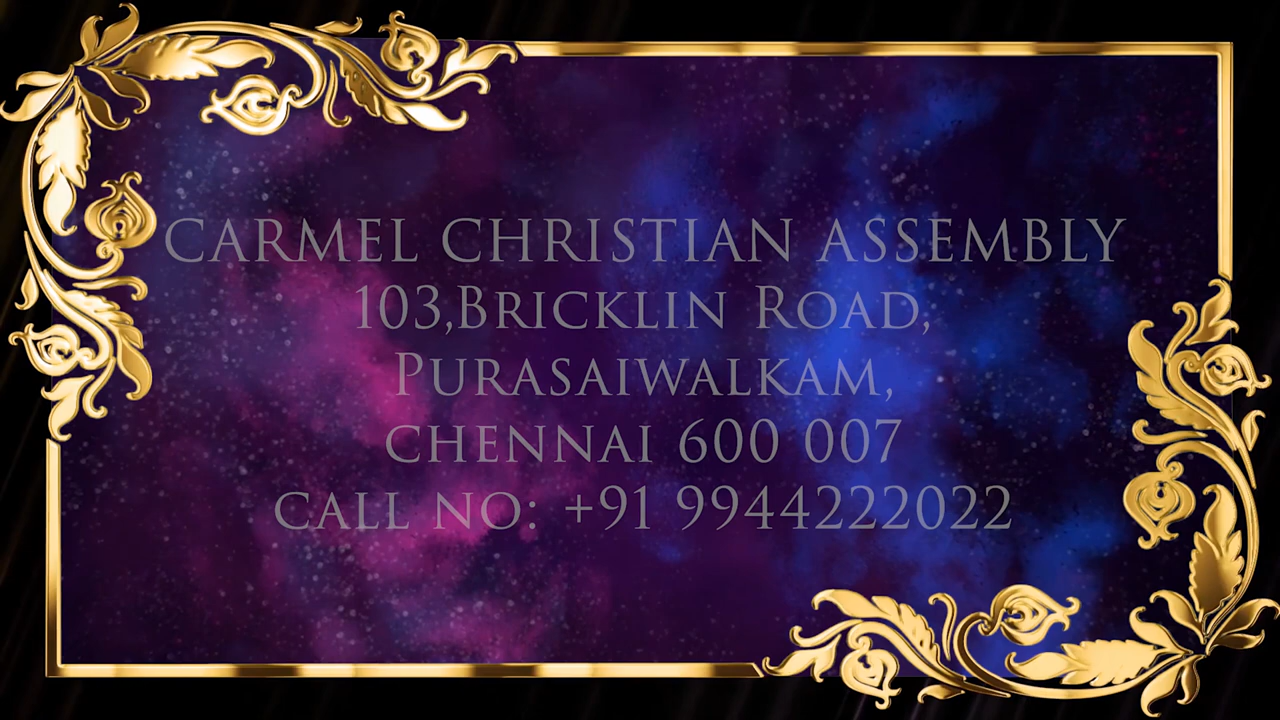 CARMEL CHRISTIAN ASSEMBLY
103,BRICKLIN ROAD,
PURASAIWALKAM,
CHENNAI 600 007
CALL NO: +91 9944222022